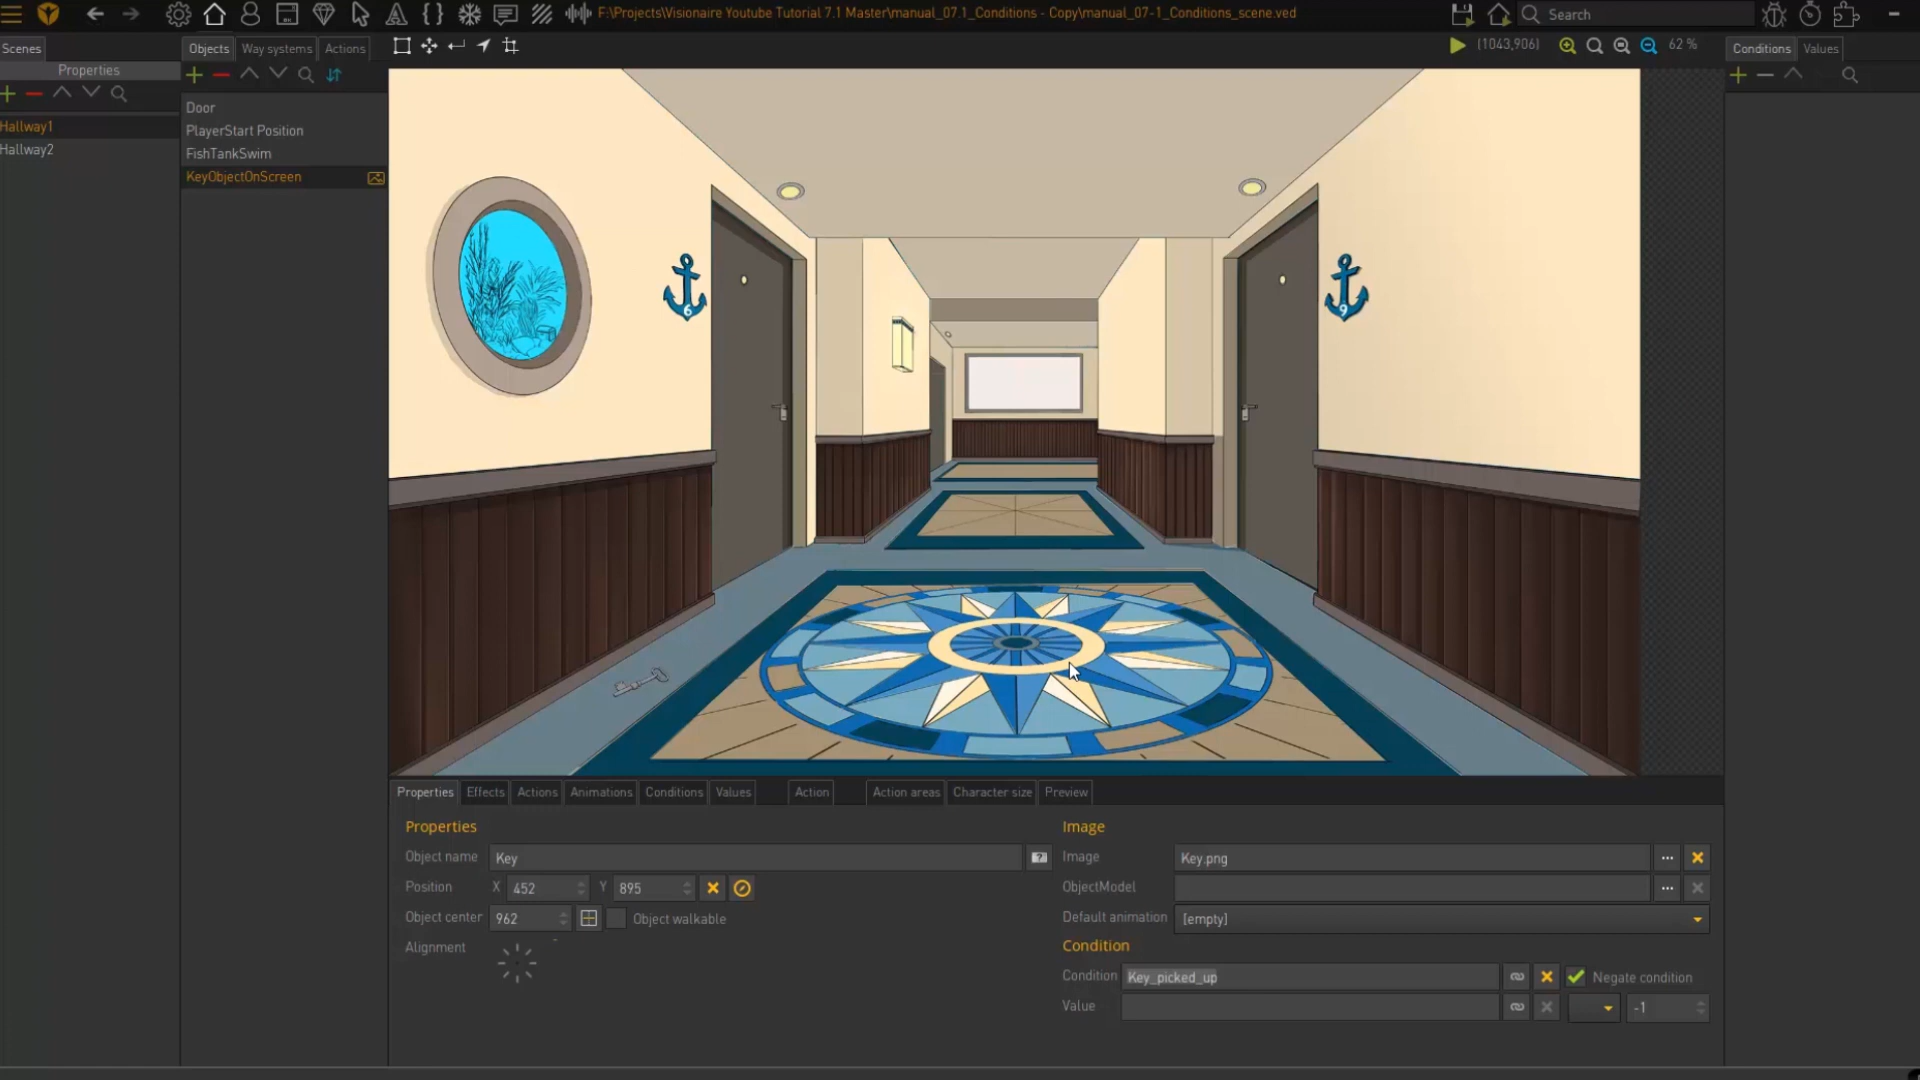 F:\Projects\Visionaire Youtube Tutorial 7.1 Master\manual_07.1_Conditions - Copy\manual_07-1_Conditions_scene.ved
Search
Scenes
Objects Way systems Actions
(1043,906)
62 %
Conditions Values
Properties
Hallway1
Hallway2
Door
PlayerStart Position
FishTankSwim
KeyObjectOnScreen
6
9
Properties Effects Actions Animations Conditions Values Action Action areas Character size Preview
Properties
Object name Key
Position X 452 Y 895
Object center 962 Object walkable
Alignment
Image
Image Key.png
ObjectModel
Default animation [empty]
Condition
Condition Key_picked_up Negate condition
Value -1